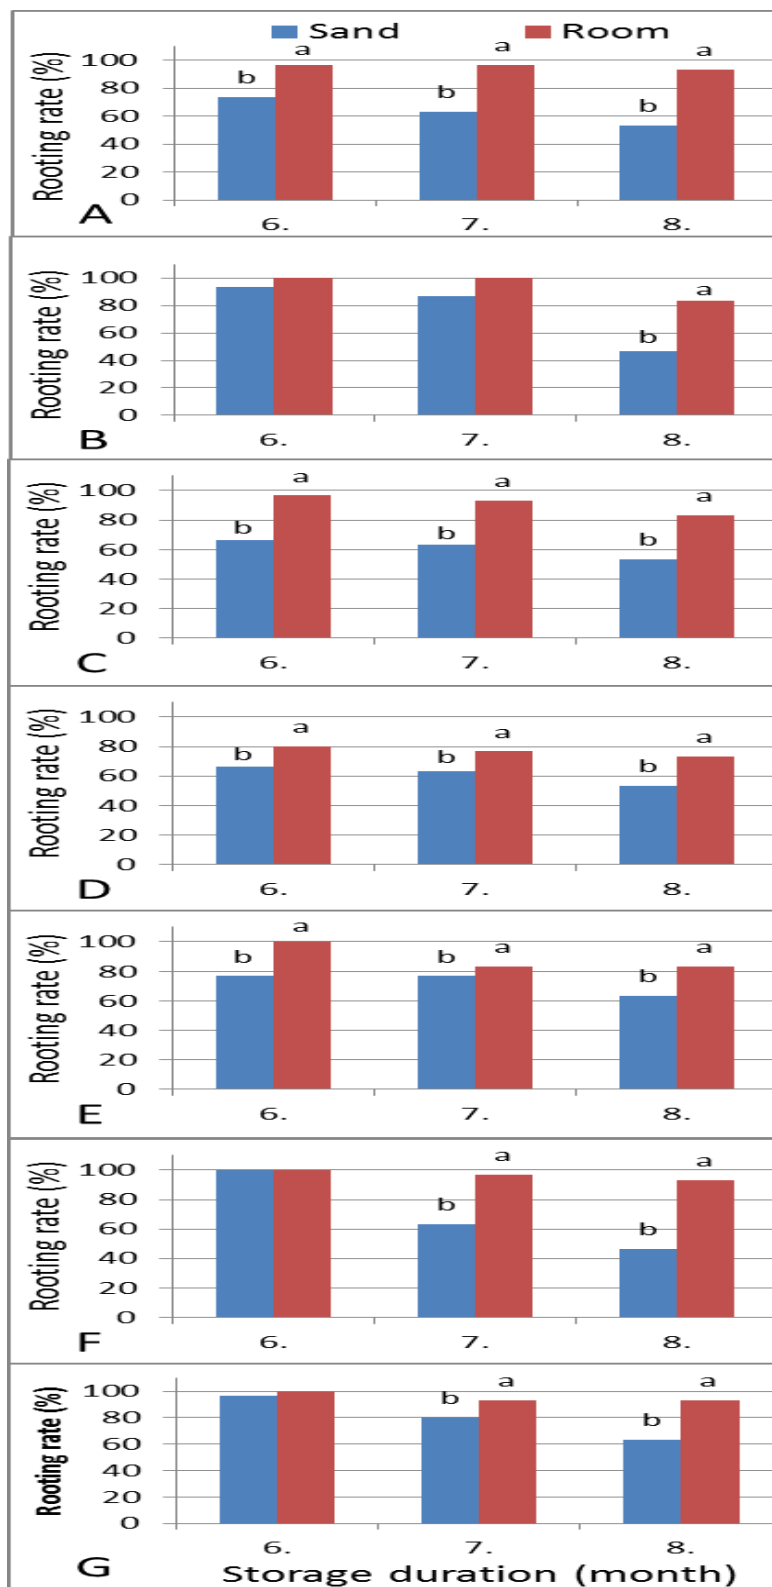 Sand Room
Rooting rate (%)
100
80
60
40
20
0
b a b a b a
6. 7. 8.
A
Rooting rate (%)
100
80
60
40
20
0
b a
6. 7. 8.
B
Rooting rate (%)
100
80
60
40
20
0
b a b a b a
6. 7. 8.
C
Rooting rate (%)
100
80
60
40
20
0
b a b a b a
6. 7. 8.
D
Rooting rate (%)
100
80
60
40
20
0
b a b a b a
6. 7. 8.
E
Rooting rate (%)
100
80
60
40
20
0
b a b a
6. 7. 8.
F
Rooting rate (%)
100
80
60
40
20
0
b a b a
6. 7. 8.
G
Storage duration (month)